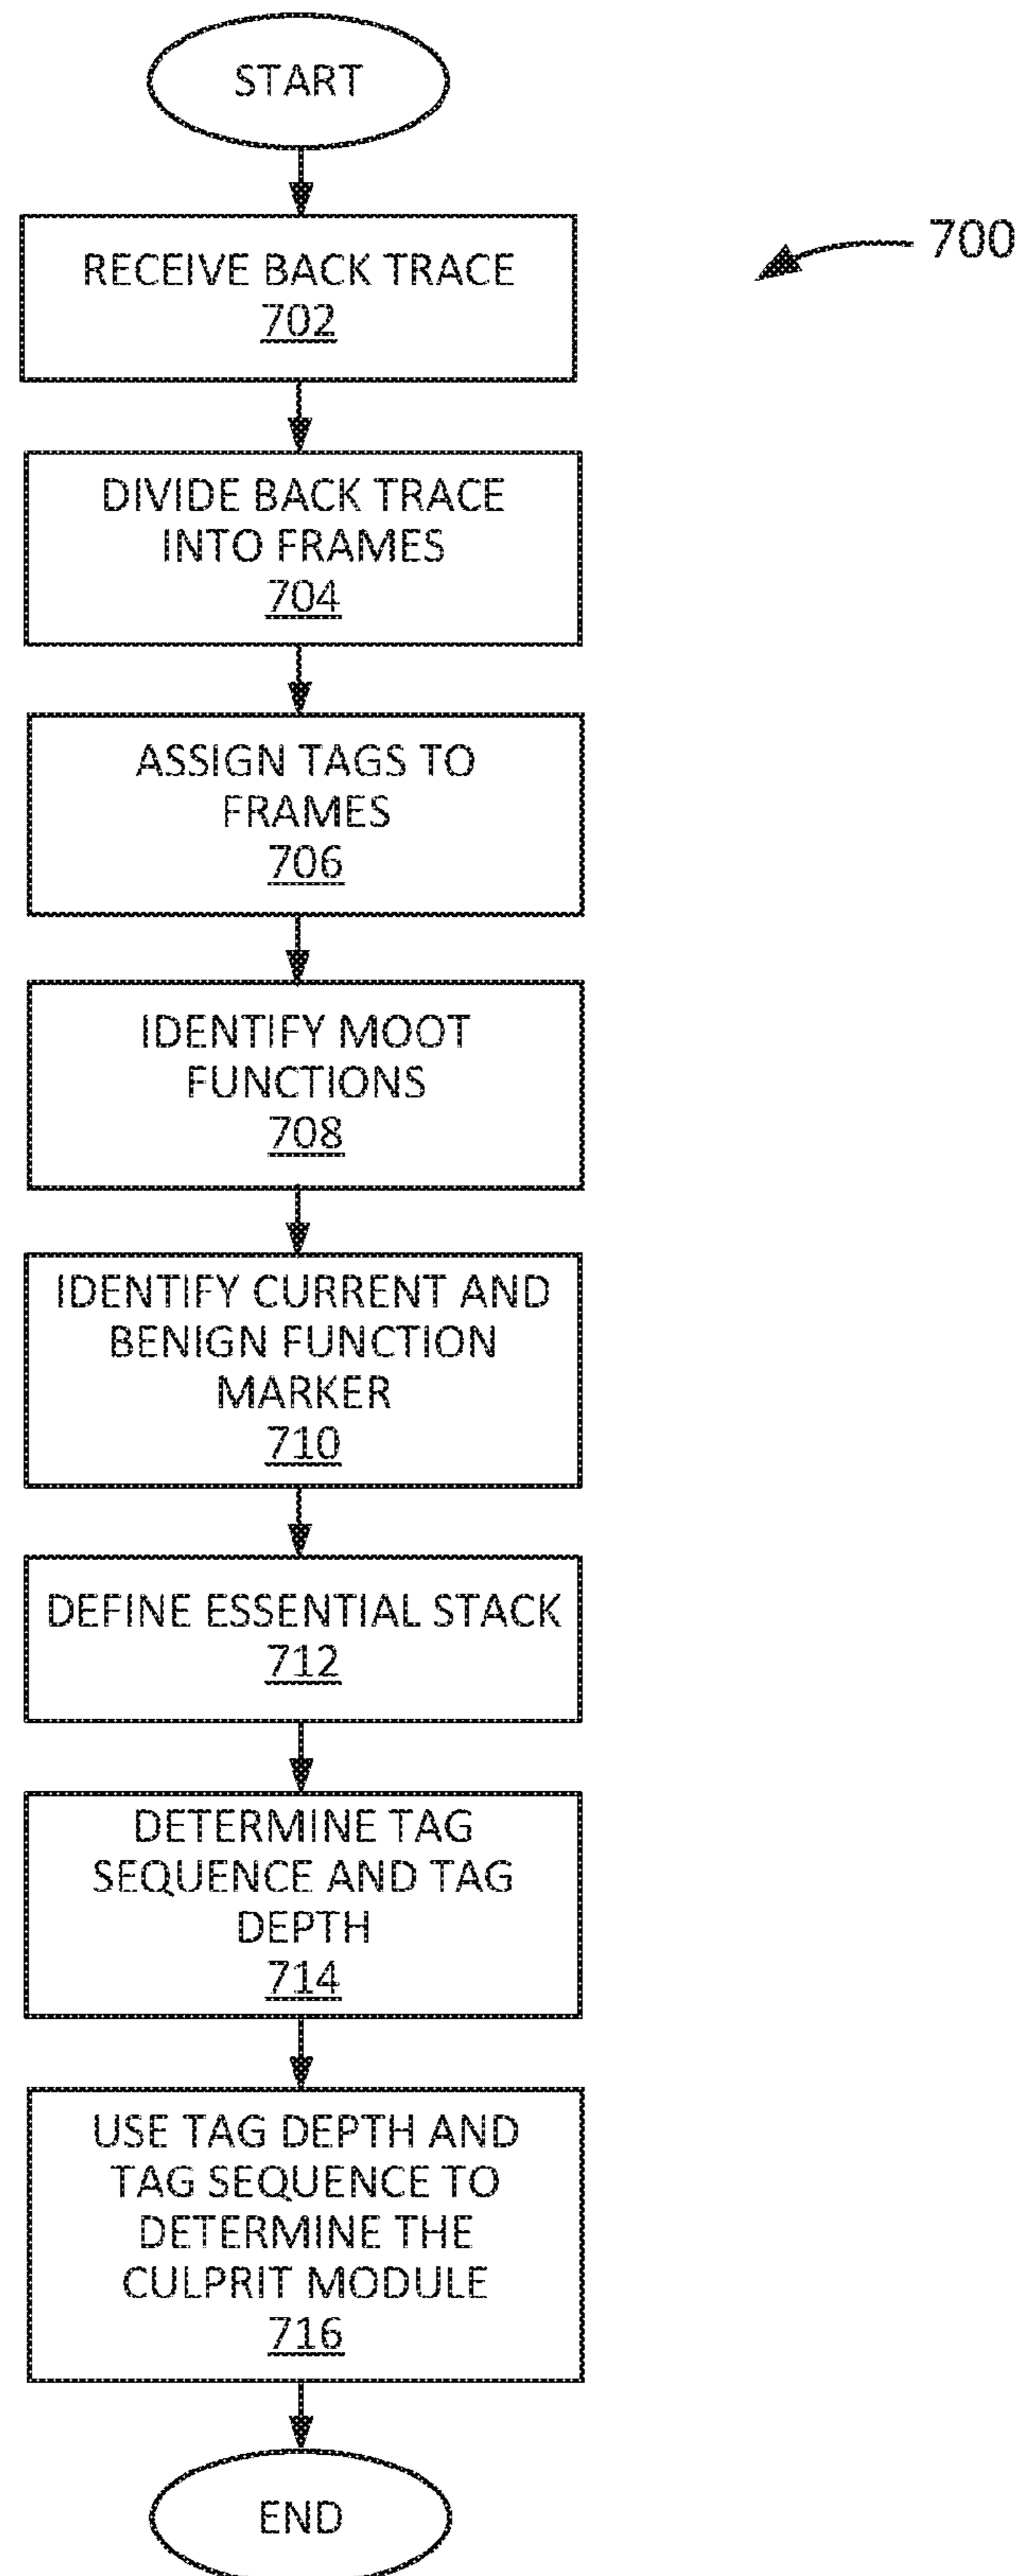 START
700
RECEIVE BACK TRACE
702
DIVIDE BACK TRACE
INTO FRAMES
704
ASSIGN TAGS TO
FRAMES
706
IDENTIFY MOOT
FUNCTIONS
708
IDENTIFY CURRENT AND
BENIGN FUNCTION
MARKER
710
DEFINE ESSENTIAL STACK
712
DETERMINE TAG
SEQUENCE AND TAG
DEPTH
714
USE TAG DEPTH AND
TAG SEQUENCE TO
DETERMINE THE
CULPRIT MODULE
716
END